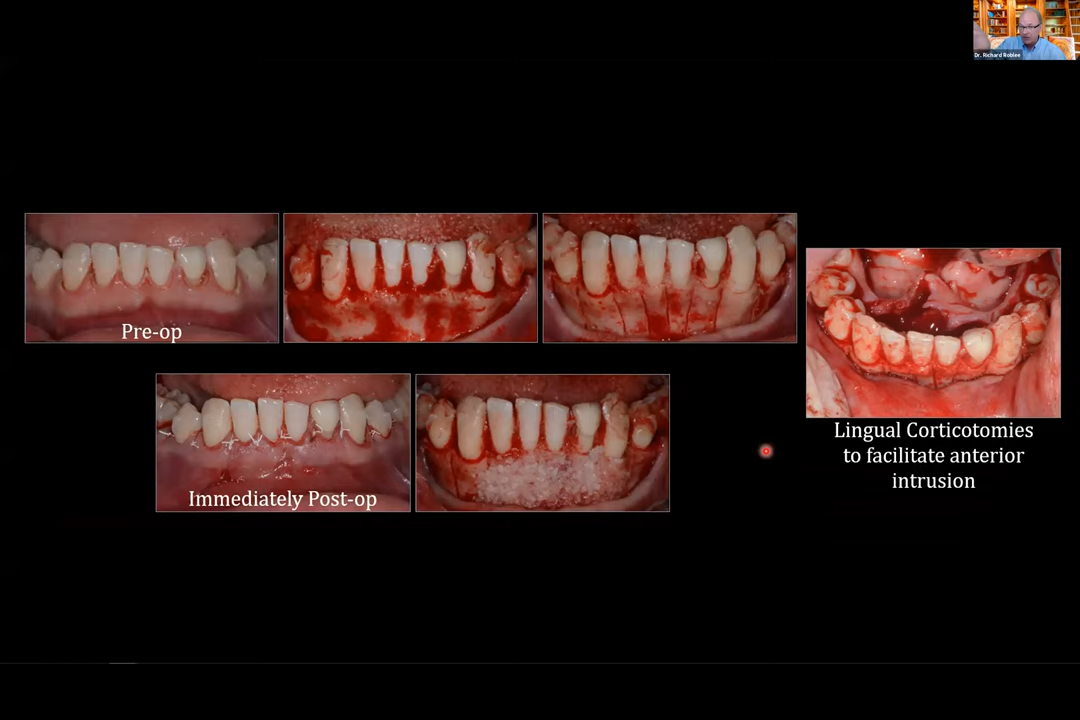 Dr. Richard Roblee
Pre-op
Immediately Post-op
Lingual Corticotomies
to facilitate anterior
intrusion